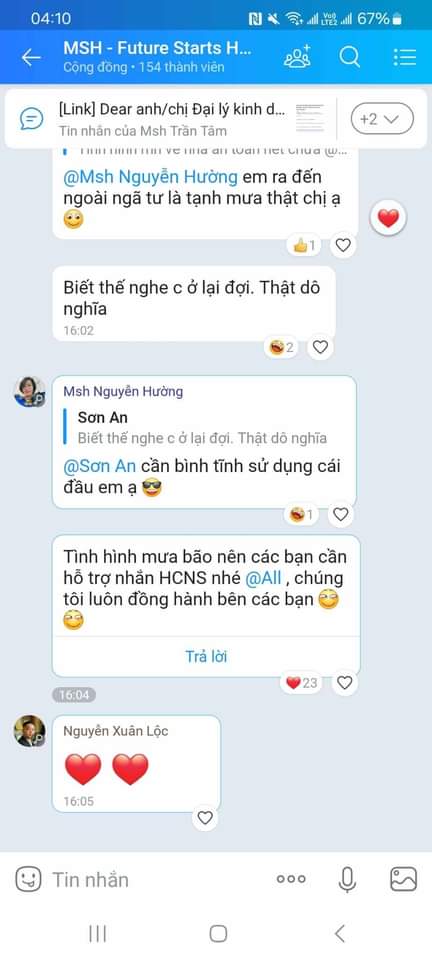 04:10
Vo)) LTE2
67%
MSH - Future Starts H...
Cộng đồng • 154 thành viên
[Link] Dear anh/chị Đại lý kinh d...
Tin nhắn của Msh Trần Tâm
+2
@Msh Nguyễn Hường em ra đến
ngoài ngã tư là tạnh mưa thật chị ạ
1
Biết thế nghe c ở lại đợi. Thật dô
nghĩa
16:02
2
Msh Nguyễn Hường
Sơn An
Biết thế nghe c ở lại đợi. Thật dô nghĩa
@Sơn An cần bình tĩnh sử dụng cái
đầu em ạ
1
Tình hình mưa bão nên các bạn cần
hỗ trợ nhắn HCNS nhé @All , chúng
tôi luôn đồng hành bên các bạn
Trả lời
23
16:04
Nguyễn Xuân Lộc
16:05
Tin nhắn